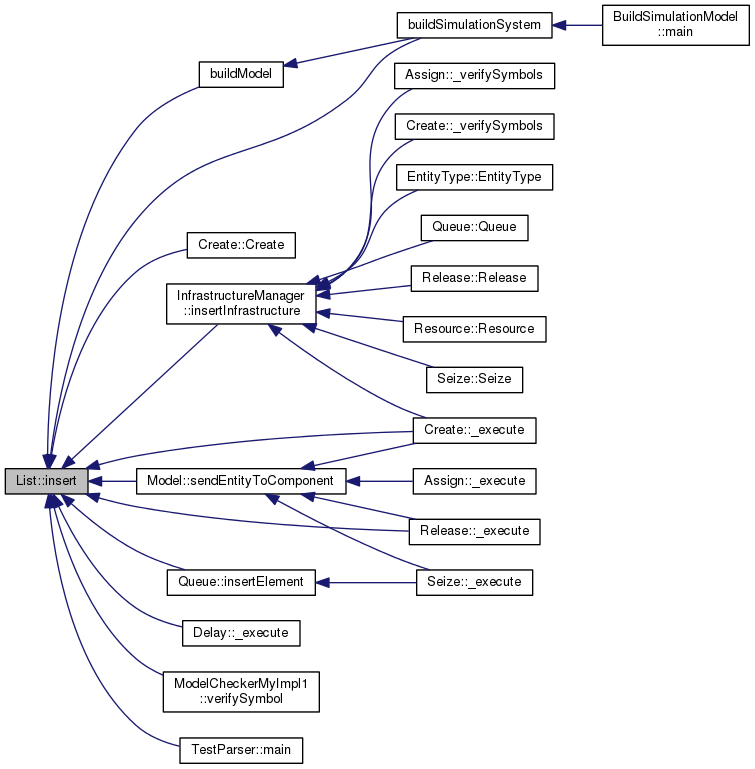 buildSimulationSystem
BuildSimulationModel
::main
buildModel
Assign::_verifySymbols
Create::_verifySymbols
EntityType::EntityType
Queue::Queue
Create::Create
Release::Release
InfrastructureManager
::insertInfrastructure
Resource::Resource
Seize::Seize
Create::_execute
List::insert
Model::sendEntityToComponent
Assign::_execute
Release::_execute
Queue::insertElement
Seize::_execute
Delay::_execute
ModelCheckerMyImpl1
::verifySymbol
TestParser::main